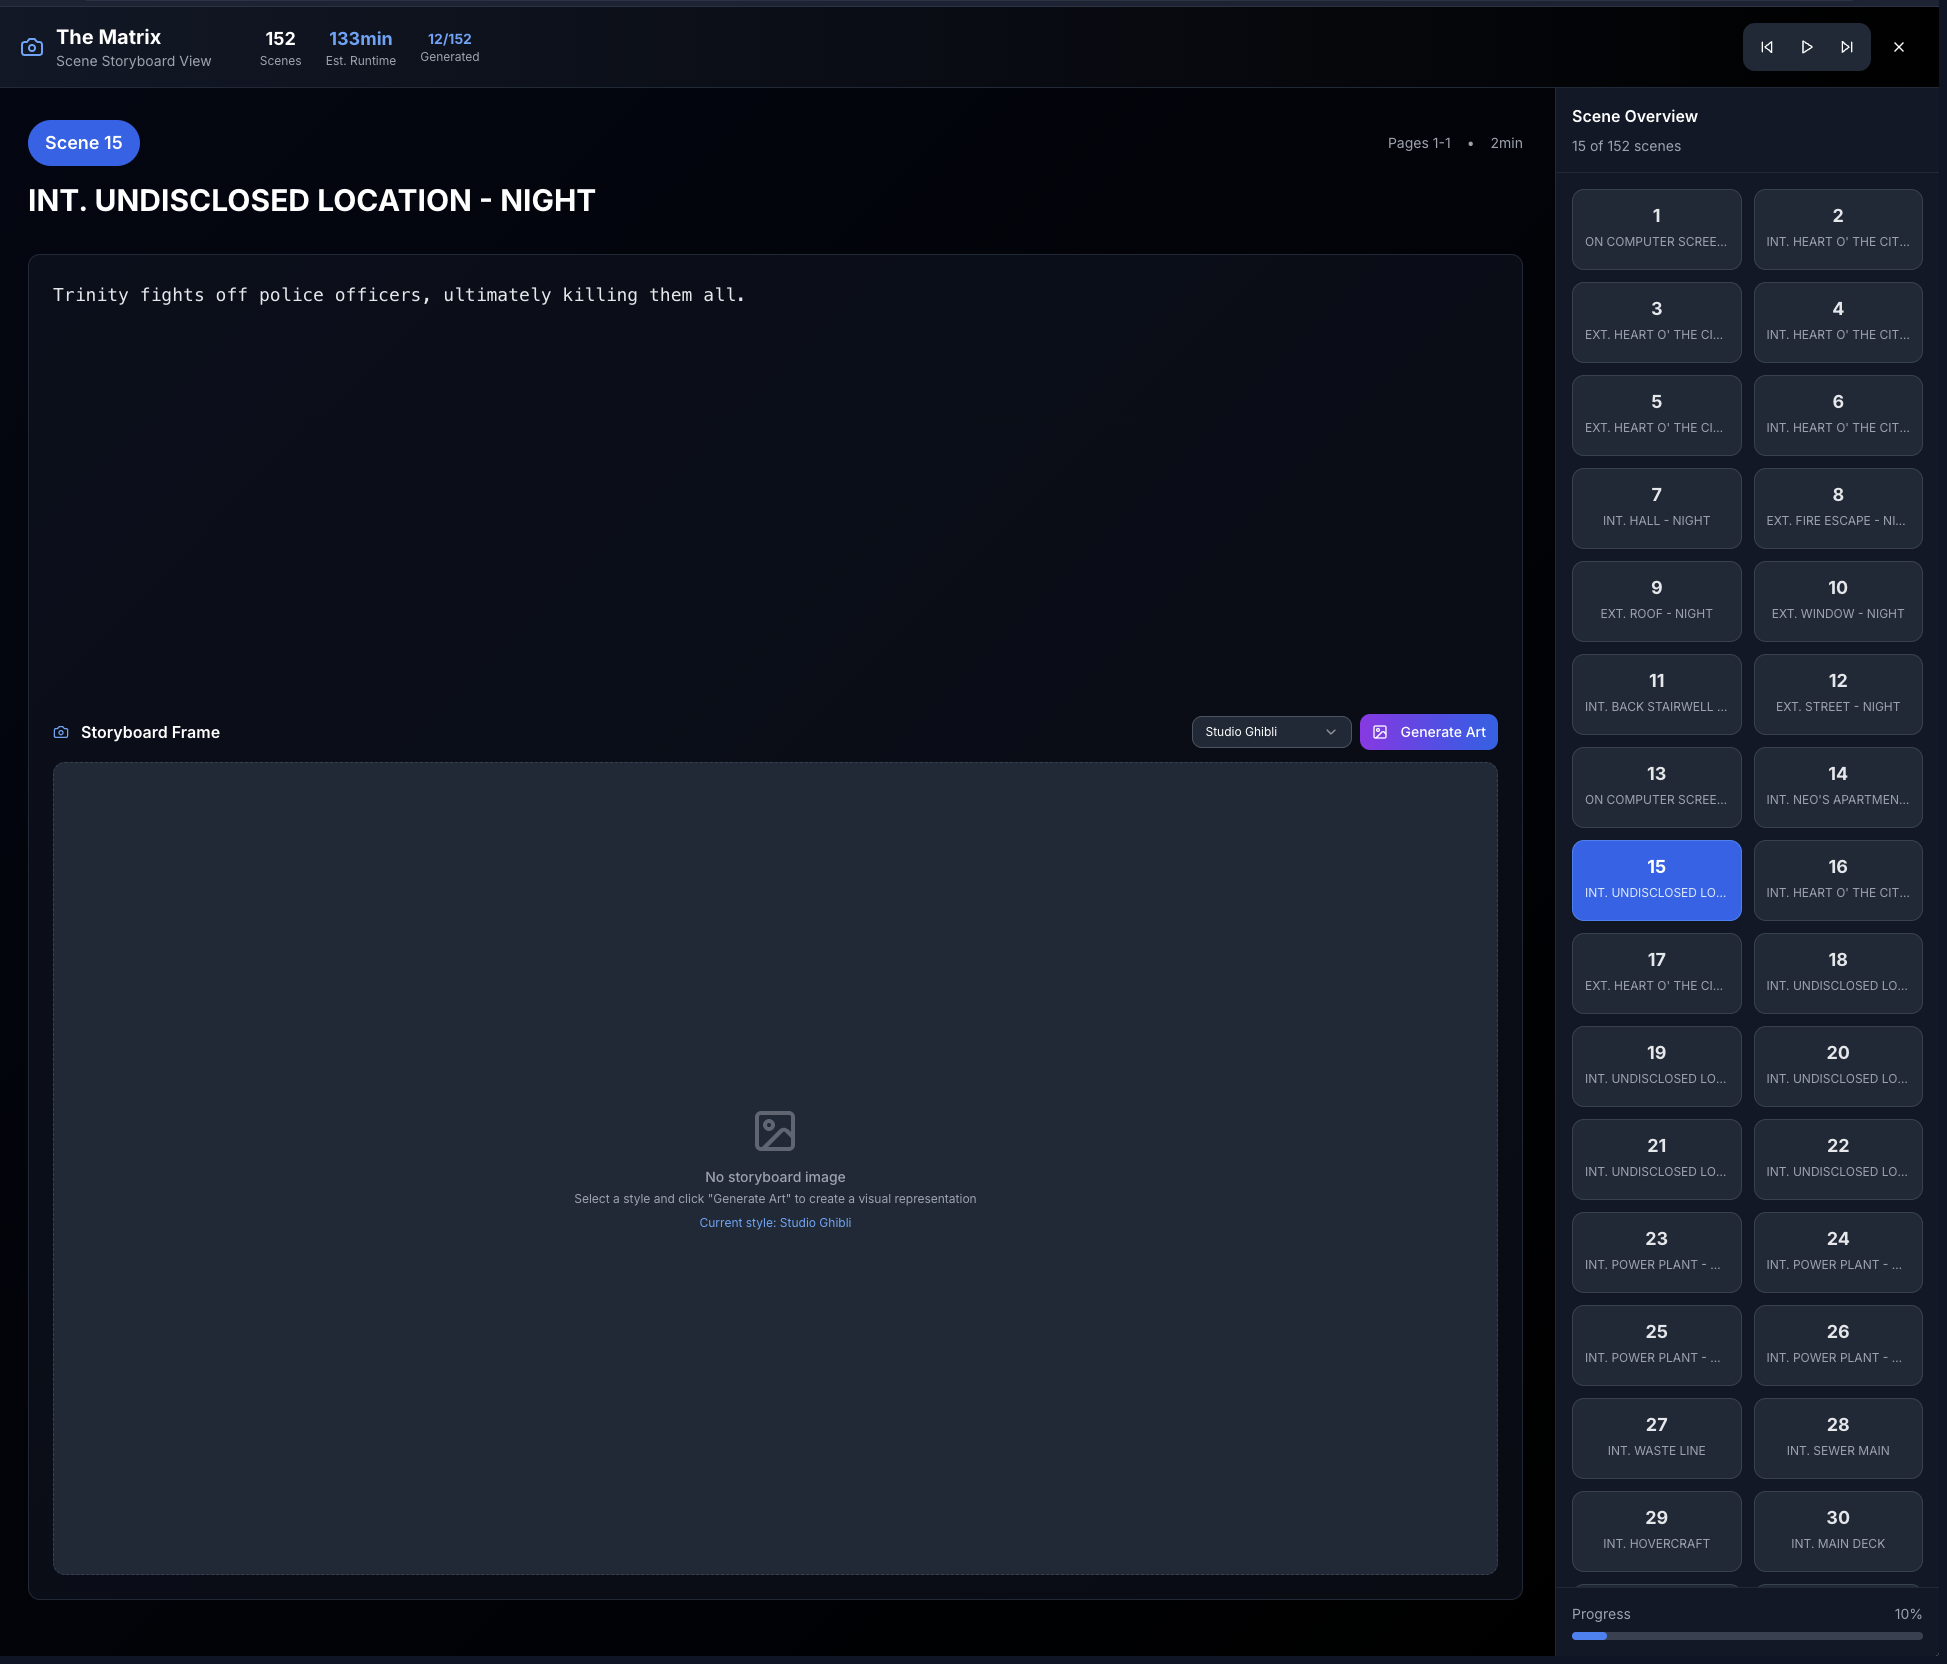 The Matrix
Scene Storyboard View
152
Scenes
133min
Est. Runtime
12/152
Generated
Scene 15
Pages 1-1 • 2min
INT. UNDISCLOSED LOCATION - NIGHT
Trinity fights off police officers, ultimately killing them all.
Storyboard Frame
Studio Ghibli
Generate Art
No storyboard image
Select a style and click "Generate Art" to create a visual representation
Current style: Studio Ghibli
Scene Overview
15 of 152 scenes
1
ON COMPUTER SCREE...
2
INT. HEART O' THE CIT...
3
EXT. HEART O' THE CI...
4
INT. HEART O' THE CIT...
5
EXT. HEART O' THE CI...
6
INT. HEART O' THE CIT...
7
INT. HALL - NIGHT
8
EXT. FIRE ESCAPE - NI...
9
EXT. ROOF - NIGHT
10
EXT. WINDOW - NIGHT
11
INT. BACK STAIRWELL ...
12
EXT. STREET - NIGHT
13
ON COMPUTER SCREE...
14
INT. NEO'S APARTMEN...
15
INT. UNDISCLOSED LO...
16
INT. HEART O' THE CIT...
17
EXT. HEART O' THE CI...
18
INT. UNDISCLOSED LO...
19
INT. UNDISCLOSED LO...
20
INT. UNDISCLOSED LO...
21
INT. UNDISCLOSED LO...
22
INT. UNDISCLOSED LO...
23
INT. POWER PLANT - ...
24
INT. POWER PLANT - ...
25
INT. POWER PLANT - ...
26
INT. POWER PLANT - ...
27
INT. WASTE LINE
28
INT. SEWER MAIN
29
INT. HOVERCRAFT
30
INT. MAIN DECK
Progress
10%